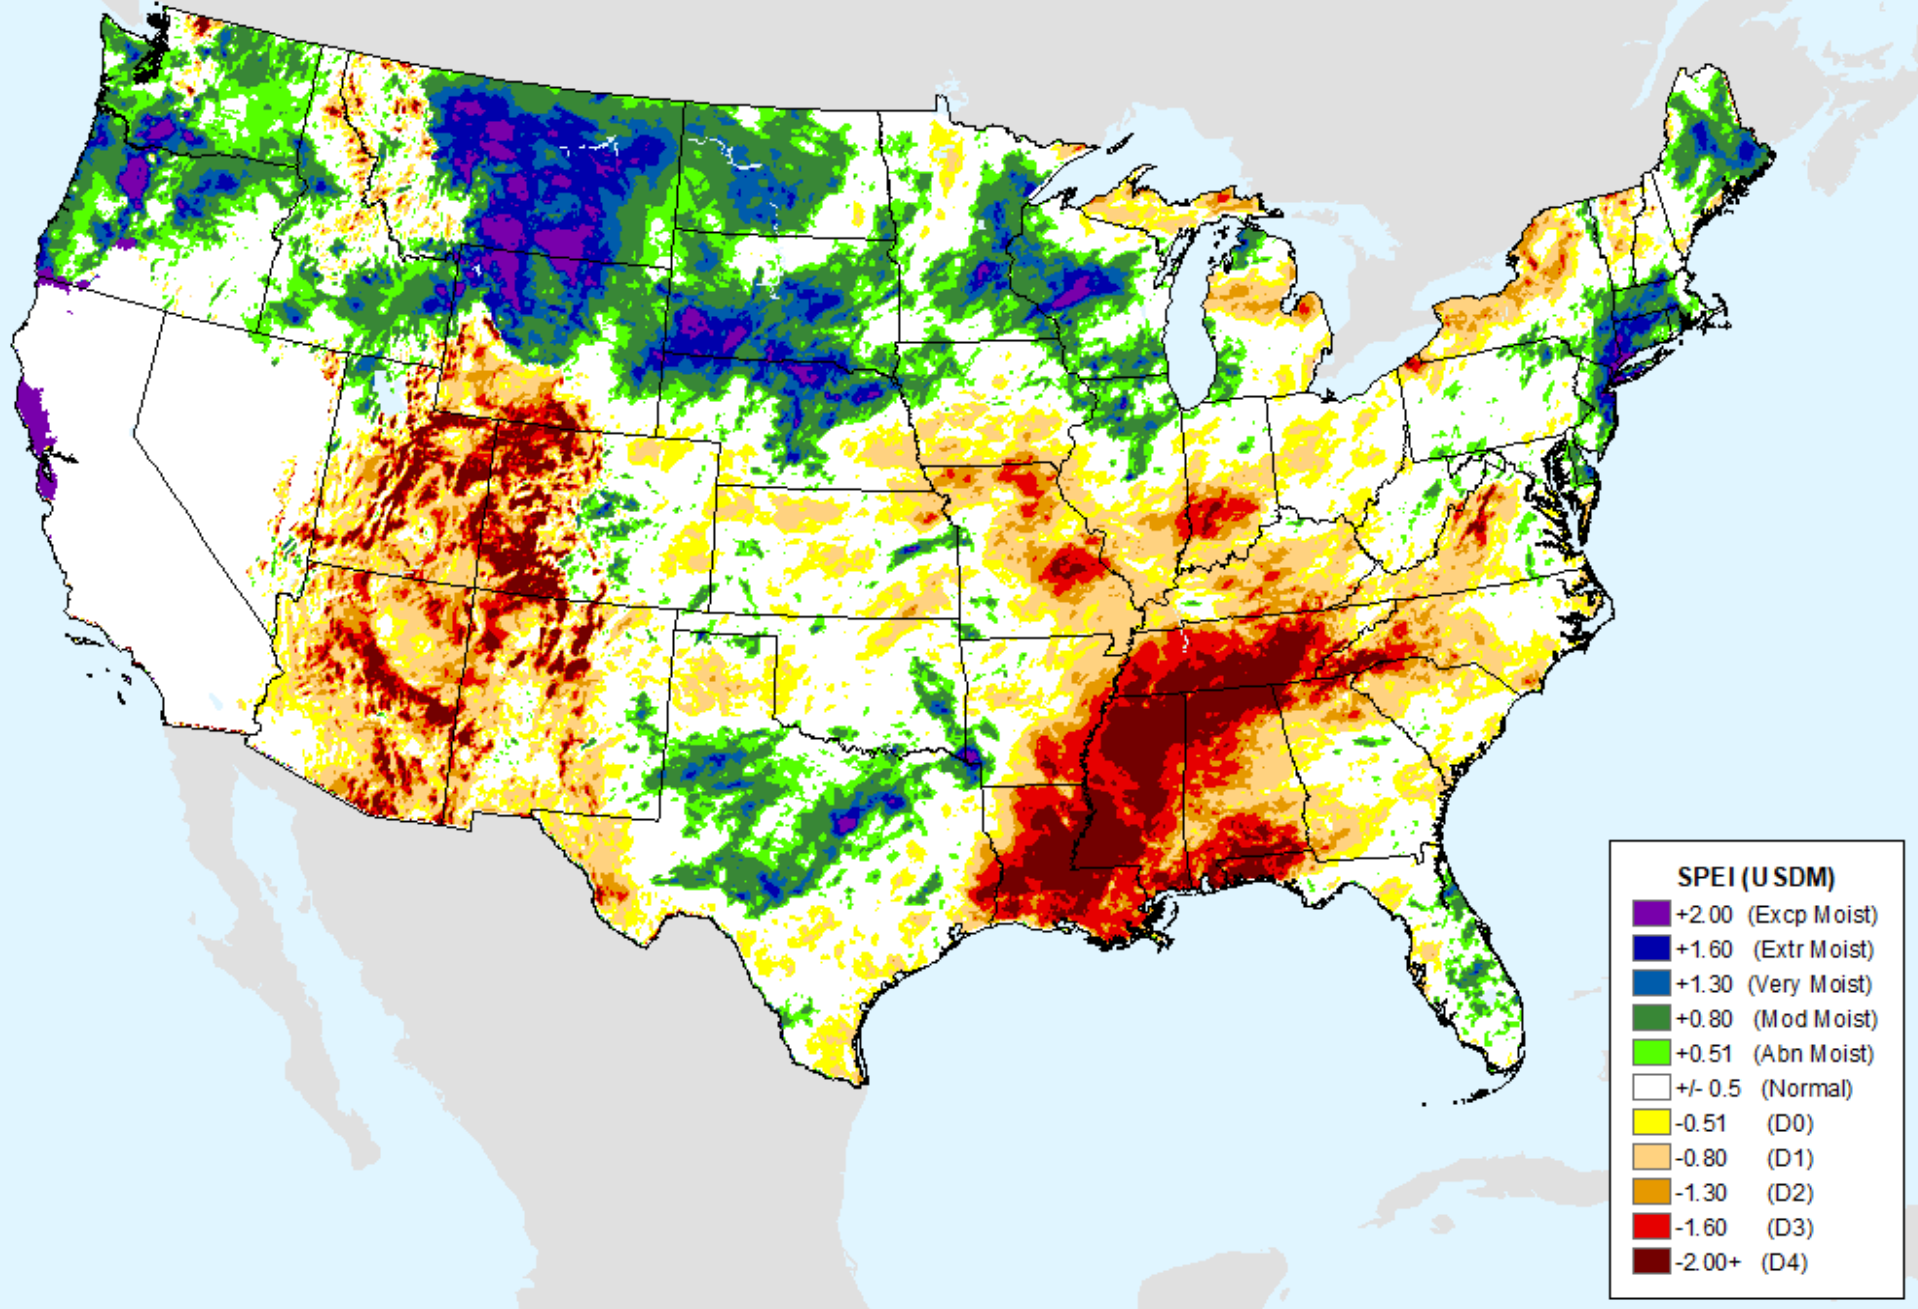 SPEI (USDM)
+2.00 (Excp Moist)
+1.60 (Extr Moist)
+1.30 (Very Moist)
+0.80 (Mod Moist)
+0.51 (Abn Moist)
+/- 0.5 (Normal)
-0.51 (D0)
-0.80 (D1)
-1.30 (D2)
-1.60 (D3)
-2.00+ (D4)